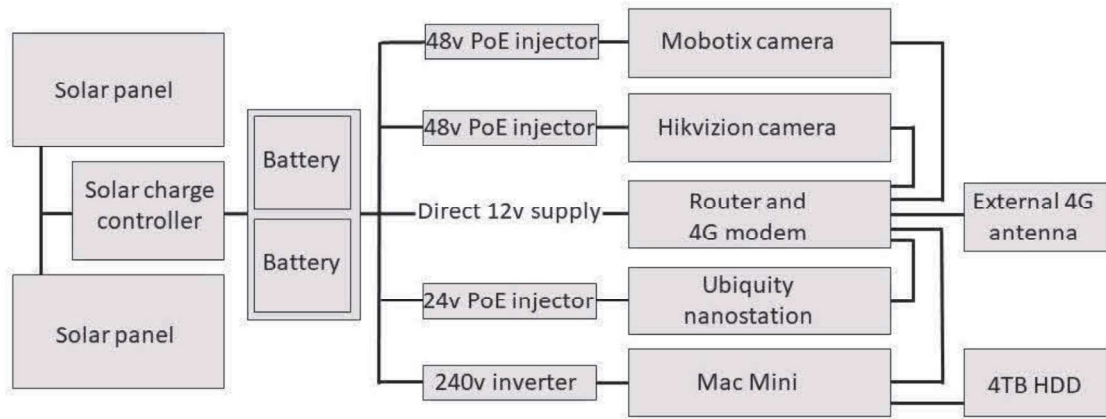 Solar panel
Solar charge
controller
Solar panel
Battery
Battery
48v PoE injector
Mobotix camera
48v PoE injector
Hikvizion camera
Direct 12v supply
Router and
4G modem
External 4G
antenna
24v PoE injector
Ubiquity
nanostation
240v inverter
Mac Mini
4TB HDD